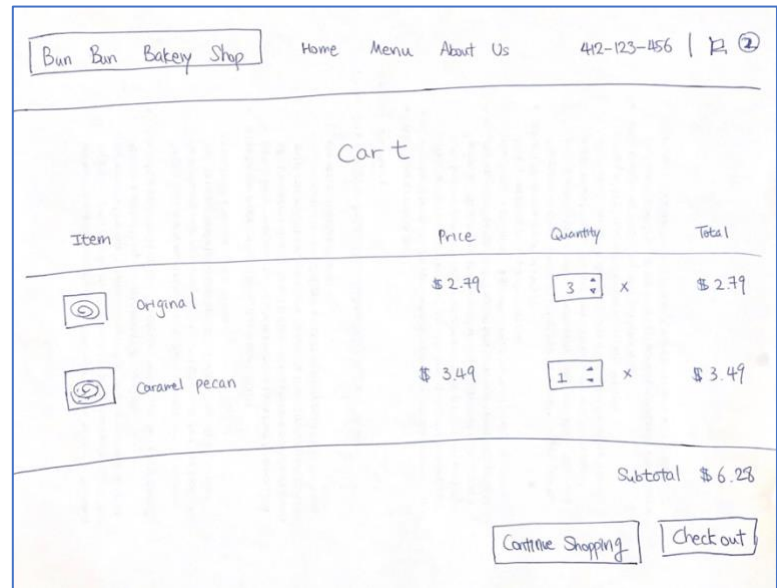 Bun Bun Bakery Shop Home Menu About Us 412-123-456 | 2
Cart
Item Price Quantity Total
Original $2.79 3 x $2.79
Caramel pecan $ 3.49 1 x $3.49
Subtotal $6.28
Continue Shopping Check out